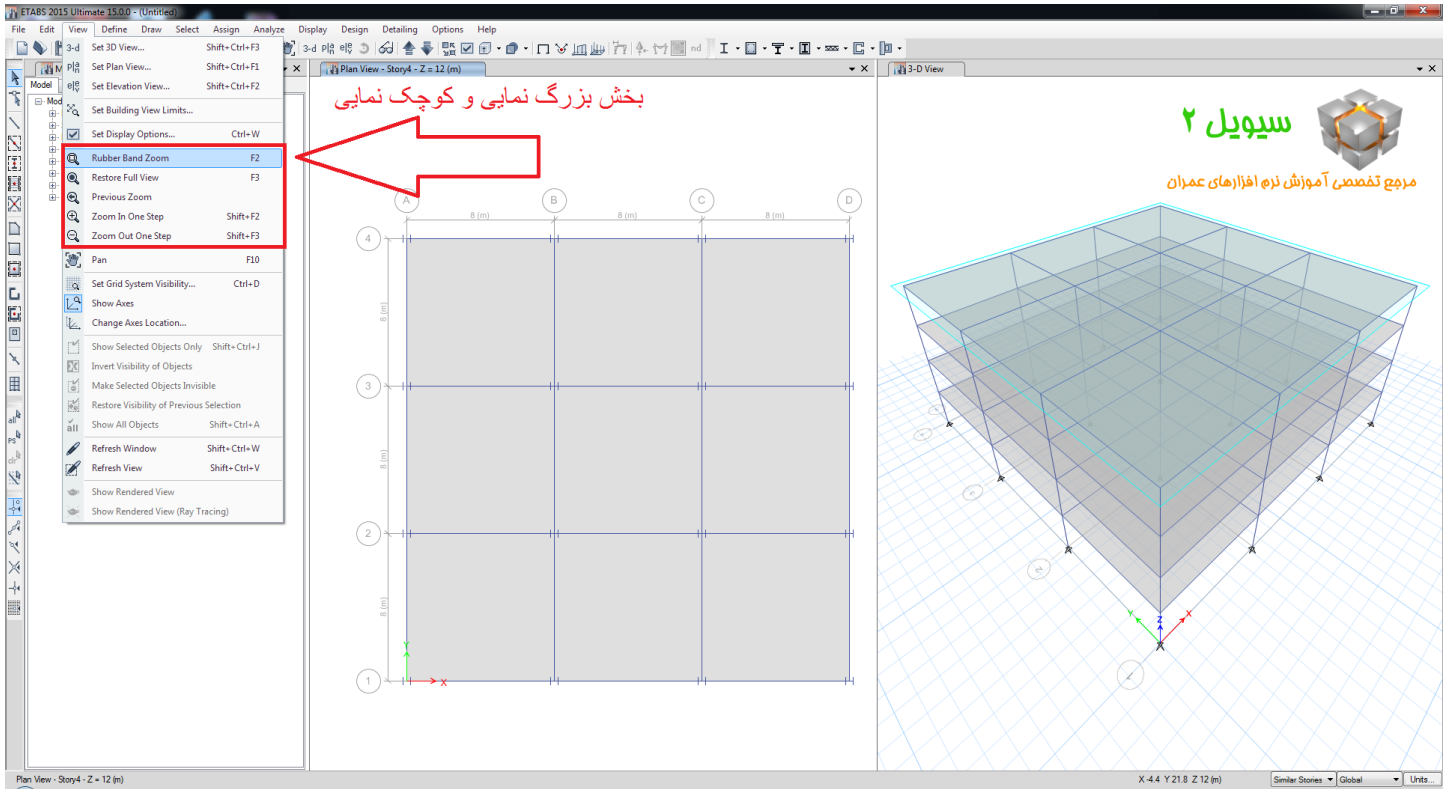 ETABS 2015 Ultimate 15.0.0 - (Untitled)
File Edit View Define Draw Select Assign Analyze Display Design Detailing Options Help
3-d nd
Model
Plan View - Story4 - Z = 12 (m)
3-D View
Set 3D View... Shift+Ctrl+F3
Set Plan View... Shift+Ctrl+F1
Set Elevation View... Shift+Ctrl+F2
Set Building View Limits...
Set Display Options... Ctrl+W
Rubber Band Zoom F2
Restore Full View F3
Previous Zoom
Zoom In One Step Shift+F2
Zoom Out One Step Shift+F3
Pan F10
Set Grid System Visibility... Ctrl+D
Show Axes
Change Axes Location...
Show Selected Objects Only Shift+Ctrl+J
Invert Visibility of Objects
Make Selected Objects Invisible
Restore Visibility of Previous Selection
Show All Objects Shift+Ctrl+A
Refresh Window Shift+Ctrl+W
Refresh View Shift+Ctrl+V
Show Rendered View
Show Rendered View (Ray Tracing)
بخش بزرگ نمایی و کوچک نمایی
A B C D
8 (m) 8 (m) 8 (m)
4
8 (m)
3
8 (m)
2
8 (m)
1
Y
X
سیویل ۲
مرجع تخصصی آموزش نرم افزارهای عمران
Y Z X
Plan View - Story4 - Z = 12 (m)
X -4.4 Y 21.8 Z 12 (m)
Similar Stories Global Units...